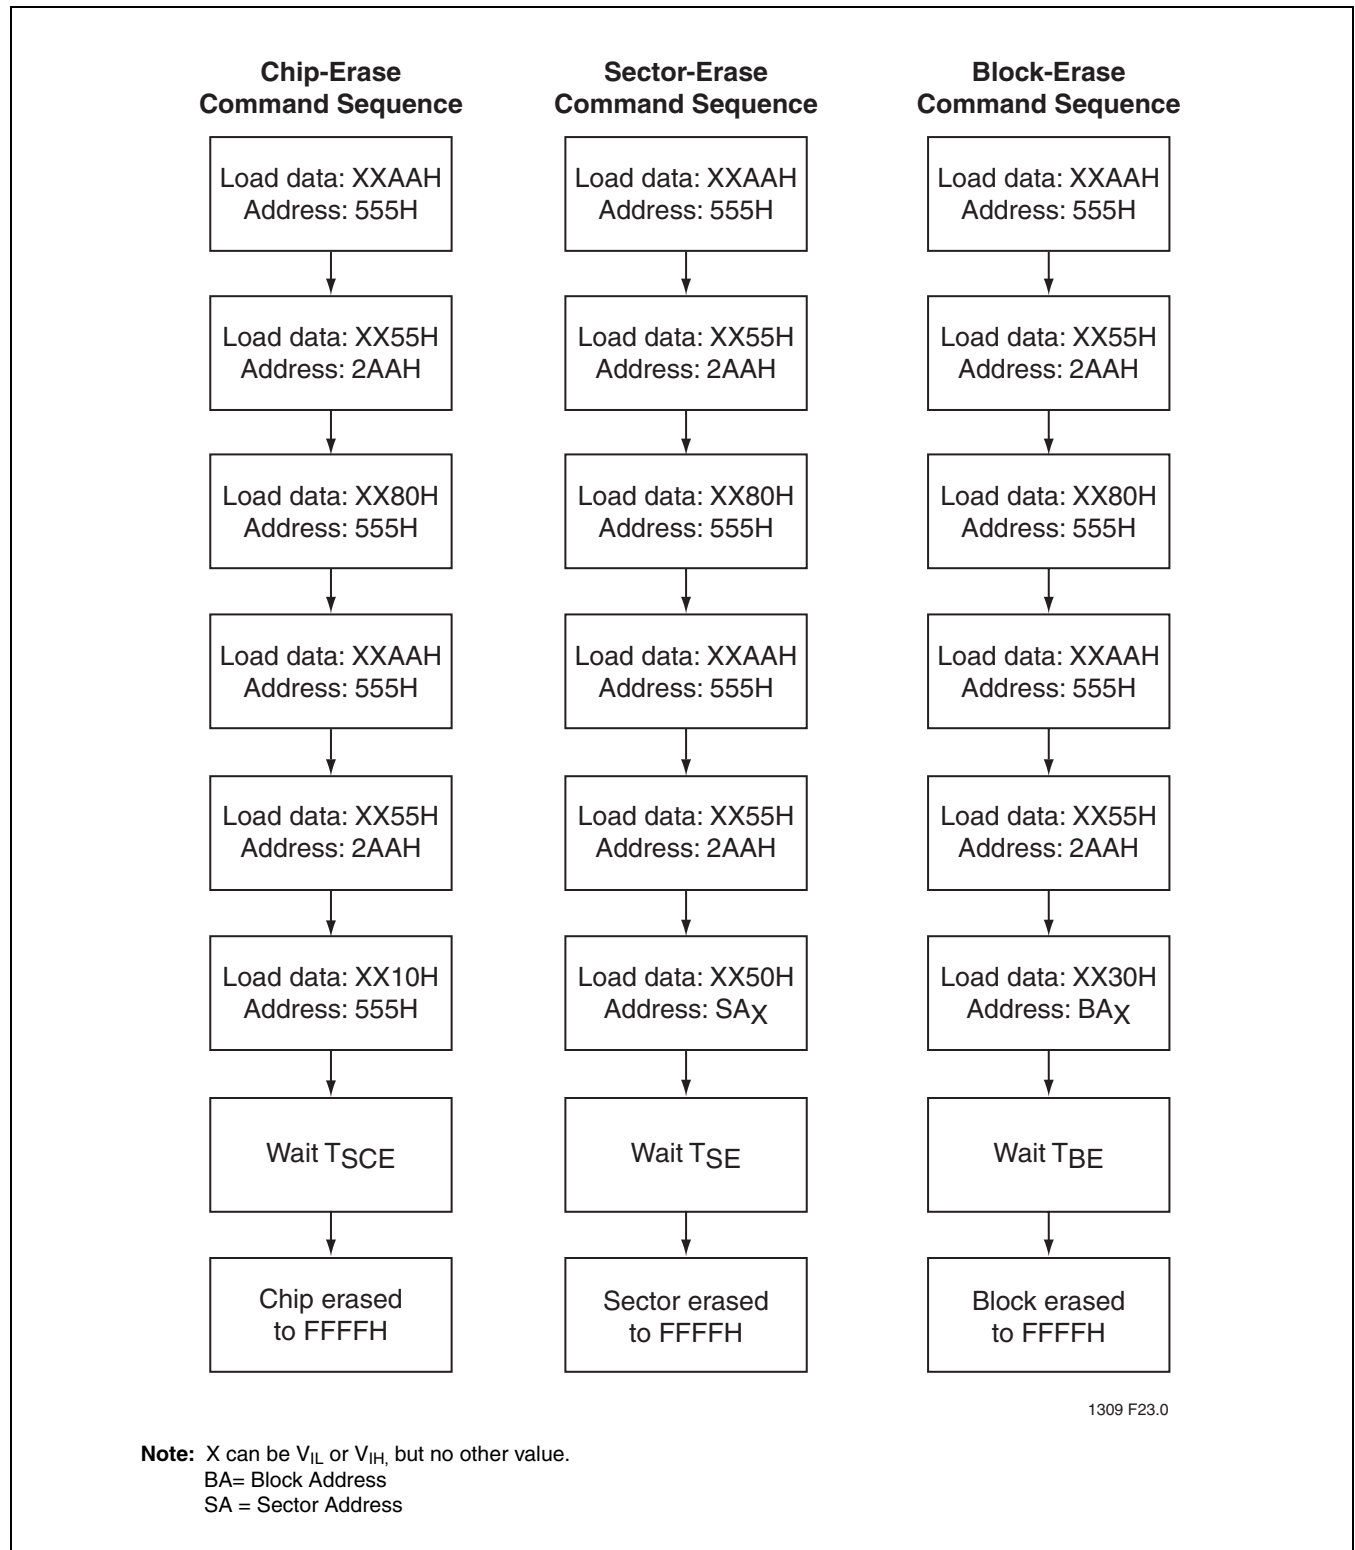 Chip-Erase
Command Sequence
Load data: XXAAH
Address: 555H
Load data: XX55H
Address: 2AAH
Load data: XX80H
Address: 555H
Load data: XXAAH
Address: 555H
Load data: XX55H
Address: 2AAH
Load data: XX10H
Address: 555H
Wait TSCE
Chip erased
to FFFFH
Sector-Erase
Command Sequence
Load data: XXAAH
Address: 555H
Load data: XX55H
Address: 2AAH
Load data: XX80H
Address: 555H
Load data: XXAAH
Address: 555H
Load data: XX55H
Address: 2AAH
Load data: XX50H
Address: SAX
Wait TSE
Sector erased
to FFFFH
Block-Erase
Command Sequence
Load data: XXAAH
Address: 555H
Load data: XX55H
Address: 2AAH
Load data: XX80H
Address: 555H
Load data: XXAAH
Address: 555H
Load data: XX55H
Address: 2AAH
Load data: XX30H
Address: BAX
Wait TBE
Block erased
to FFFFH
1309 F23.0
Note: X can be VIL or VIH, but no other value.
BA= Block Address
SA = Sector Address